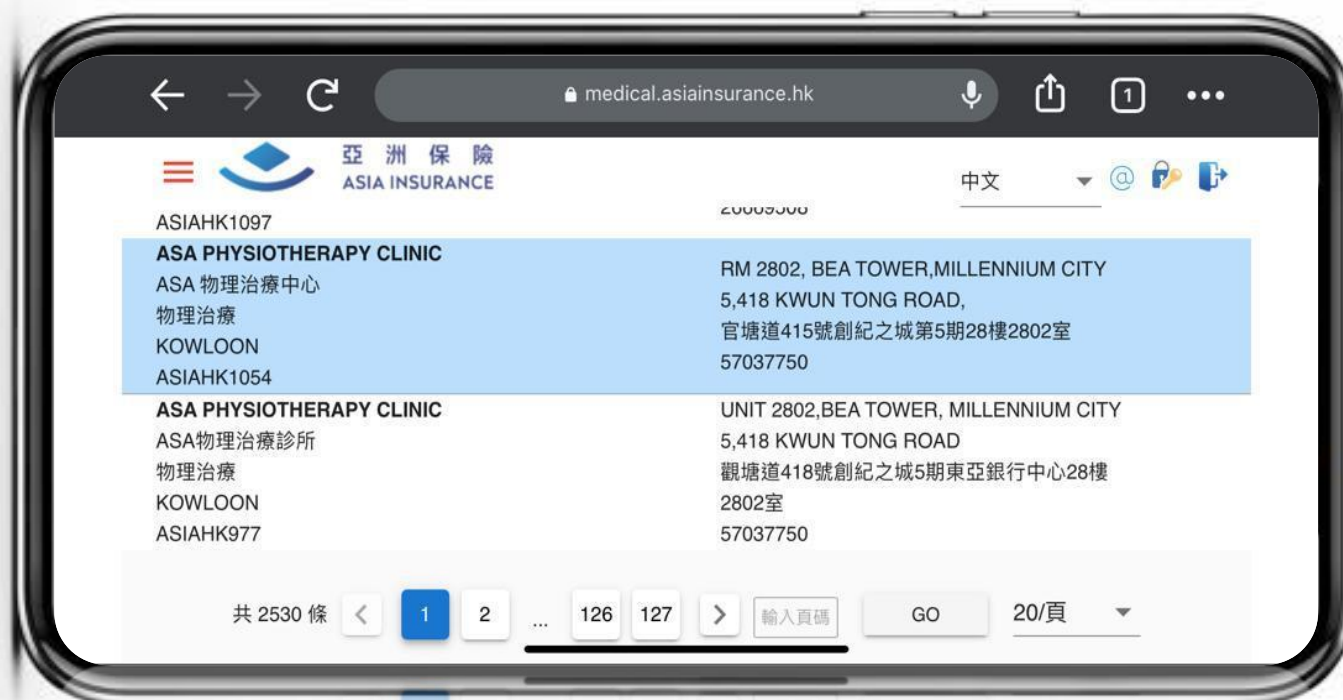 medical.asiainsurance.hk
1
亞洲保險
ASIA INSURANCE
中文
@
ASIAHK1097
ASA PHYSIOTHERAPY CLINIC
ASA 物理治療中心
物理治療
KOWLOON
ASIAHK1054
RM 2802, BEA TOWER,MILLENNIUM CITY
5,418 KWUN TONG ROAD,
官塘道415號創紀之城第5期28樓2802室
57037750
ASA PHYSIOTHERAPY CLINIC
ASA物理治療診所
物理治療
KOWLOON
ASIAHK977
UNIT 2802,BEA TOWER, MILLENNIUM CITY
5,418 KWUN TONG ROAD
觀塘道418號創紀之城5期東亞銀行中心28樓
2802室
57037750
共 2530 條 < 1 2 ... 126 127 > 輸入頁碼 GO 20/頁